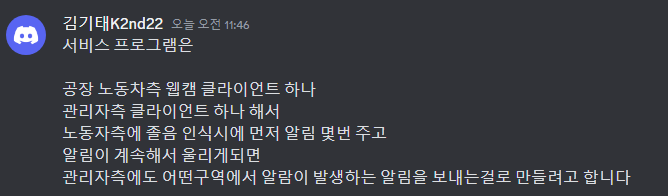 김기태K2nd22 오늘 오전 11:46
서비스 프로그램은
공장 노동차측 웹캠 클라이언트 하나
관리자측 클라이언트 하나 해서
노동자측에 졸음 인식시에 먼저 알림 몇번 주고
알림이 계속해서 울리게되면
관리자측에도 어떤구역에서 알람이 발생하는 알림을 보내는걸로 만들려고 합니다